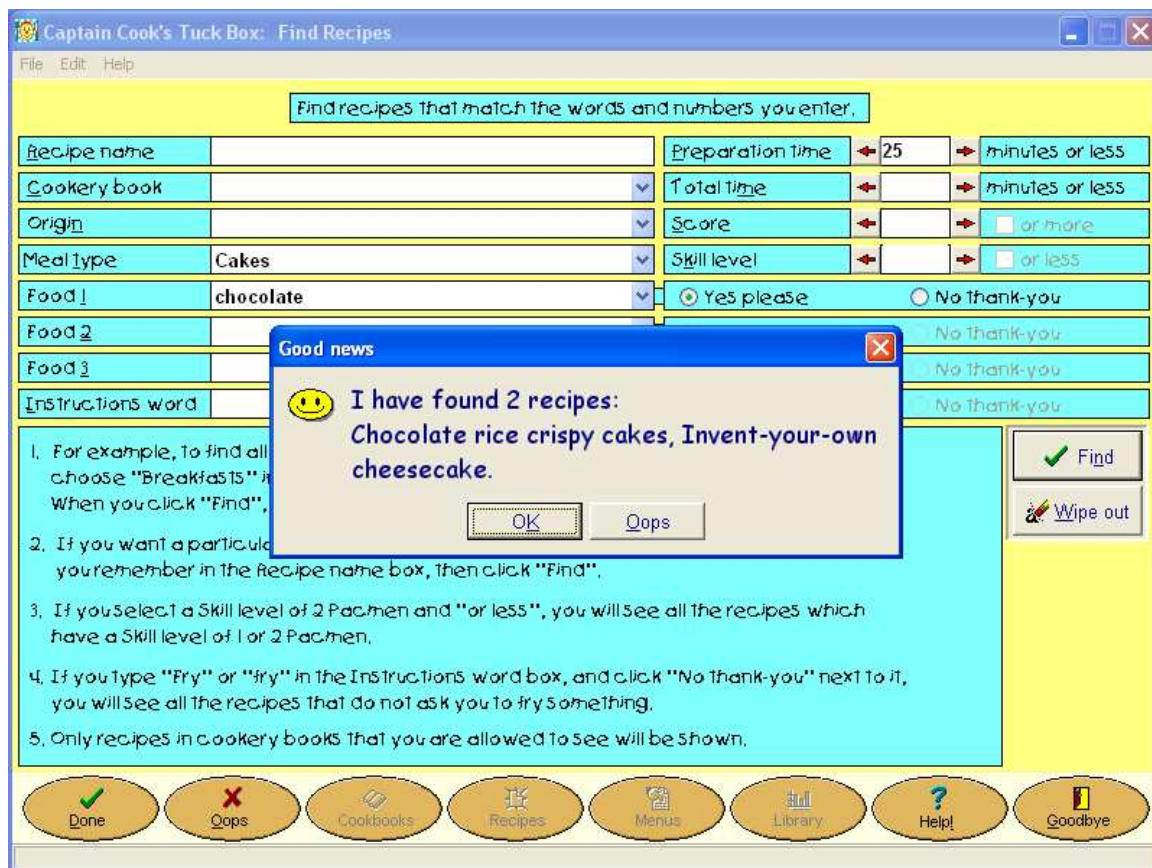 Captain Cook's Tuck Box: Find Recipes
File Edit Help
Find recipes that match the words and numbers you enter.
Recipe name
Preparation time 25 minutes or less
Cookery book
Total time minutes or less
Origin
Score or more
Meal type Cakes
Skill level or less
Food 1 chocolate
Yes please No thank-you
Food 2
No thank-you
Food 3
No thank-you
Instructions word
No thank-you
Good news
I have found 2 recipes:
Chocolate rice crispy cakes, Invent-your-own
cheesecake.
OK Oops
1. For example, to find all
choose "Breakfasts"
When you click "Find",
2. If you want a
you remember in the Recipe name box, then click "Find".
3. If you select a Skill level of 2 Pacmen and "or less", you will see all the recipes which
have a Skill level of 1 or 2 Pacmen.
4. If you type "Fry" or "fry" in the Instructions word box, and click "No thank-you" next to it,
you will see all the recipes that do not ask you to fry something.
5. Only recipes in cookery books that you are allowed to see will be shown.
Find
Wipe out
Done Oops Cookbooks Recipes Menus Library Help! Goodbye